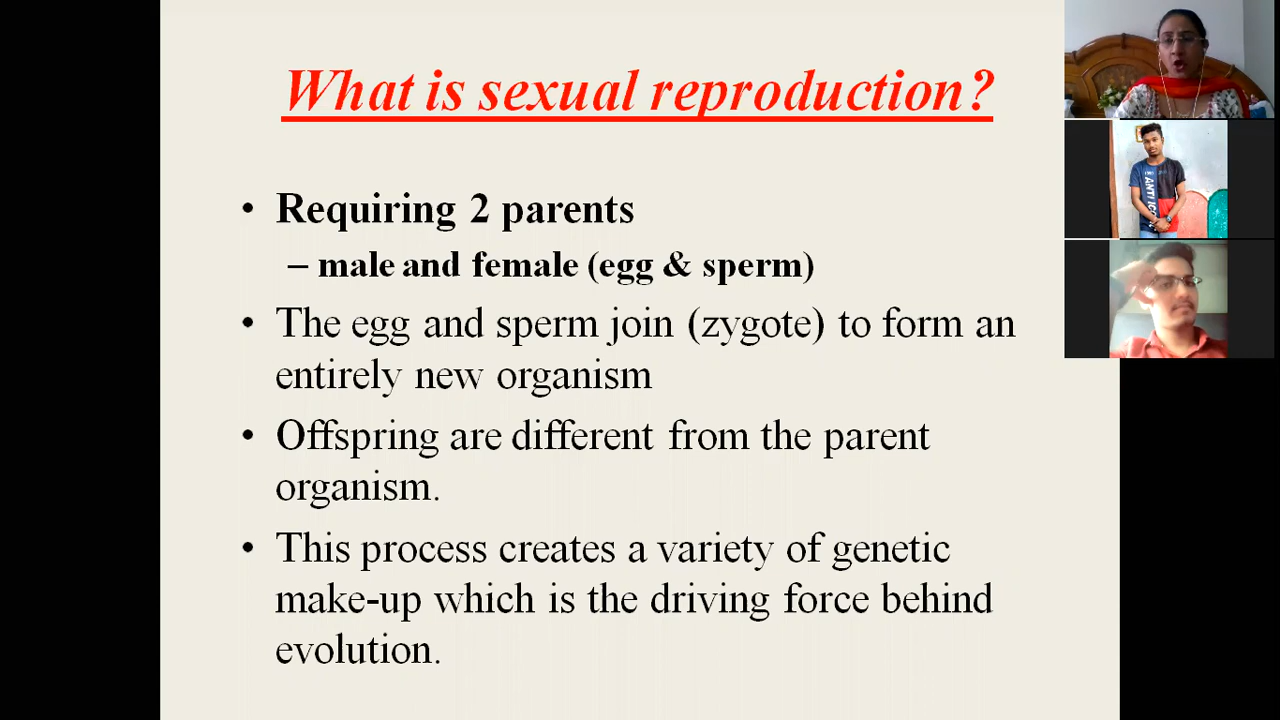 What is sexual reproduction?
• Requiring 2 parents
– male and female (egg & sperm)
• The egg and sperm join (zygote) to form an
entirely new organism
• Offspring are different from the parent
organism.
• This process creates a variety of genetic
make-up which is the driving force behind
evolution.
ANTI